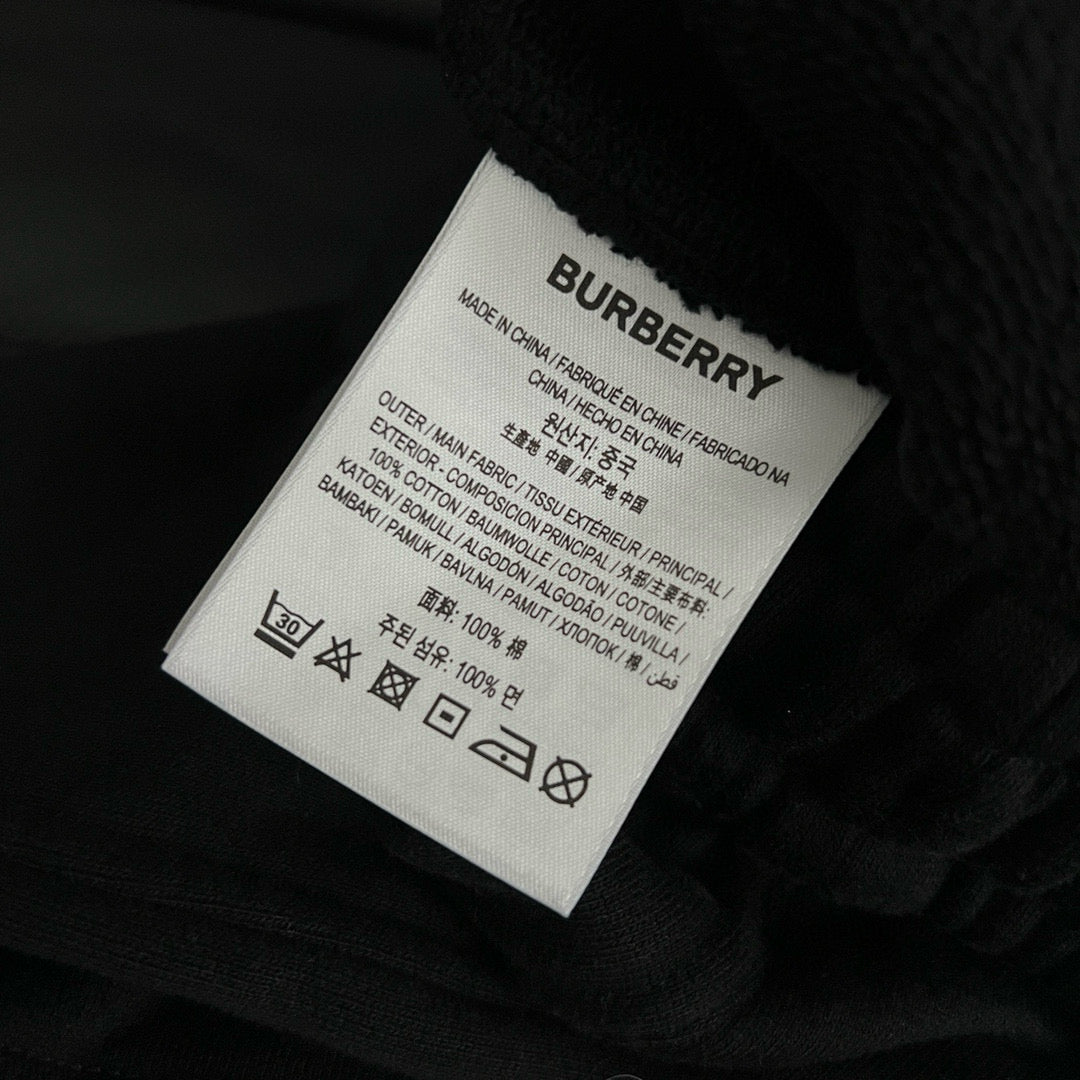 BURBERRY
MADE IN CHINA / FABRIQUÉ EN CHINE / FABRICADO NA
CHINA / HECHO EN CHINA
원산지: 중국
生產地 中國 / 原产地 中国
OUTER / MAIN FABRIC / TISSU EXTÉRIEUR / PRINCIPAL /
EXTERIOR - COMPOSICION PRINCIPAL / 外部/主要布料:
100% COTTON / BAUMWOLLE / COTON / COTONE /
KATOEN / BOMULL / ALGODÓN / ALGODÃO / PUUVILLA /
BAMBAKI / PAMUK / BAVLNA / PAMUT / ХЛОПОК / 棉 / قطن
面料: 100% 棉
주된 섬유: 100% 면
30